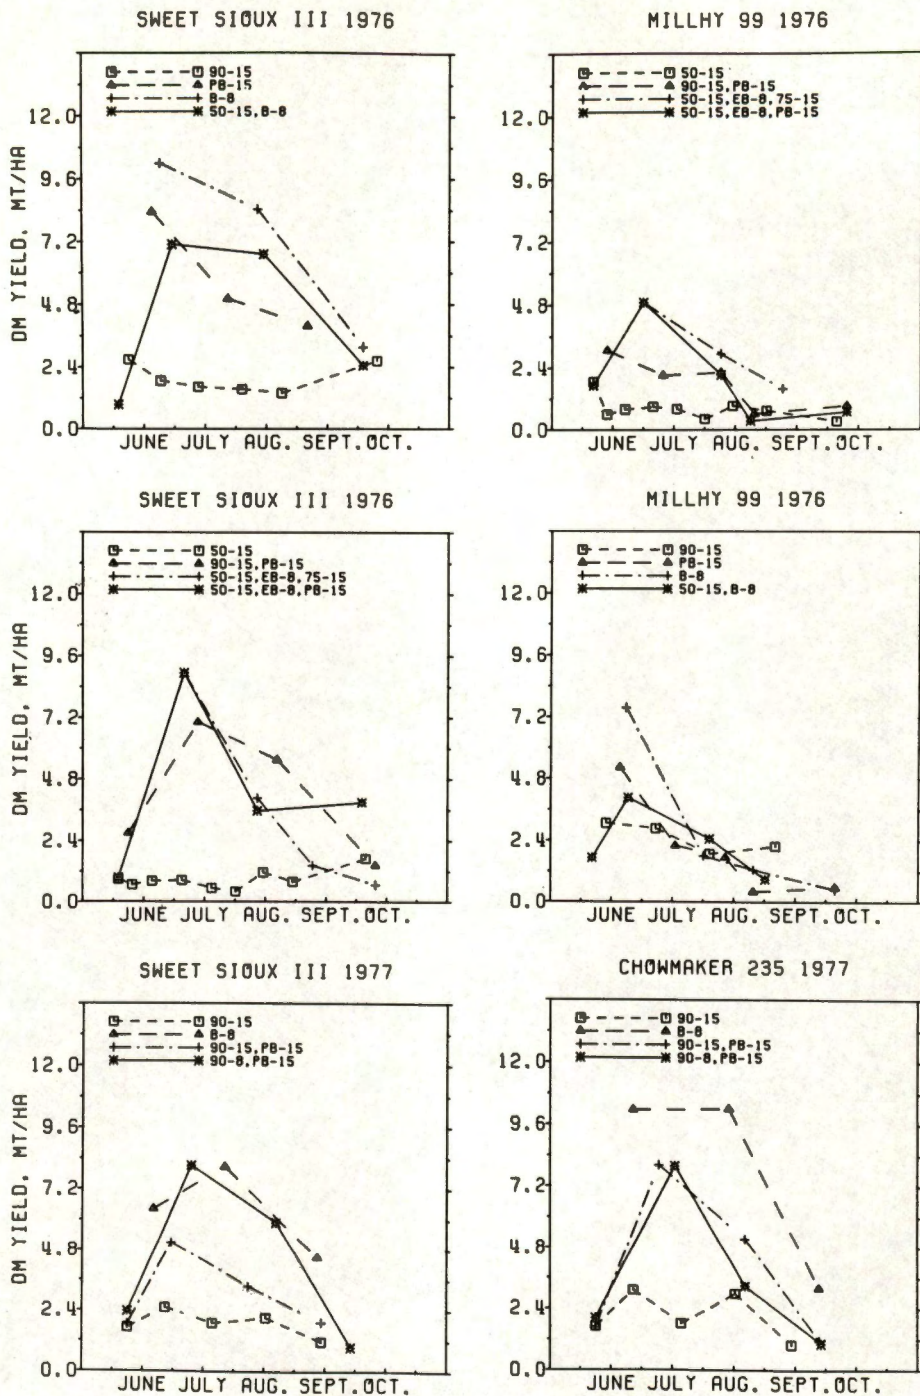 SWEET SIOUX III 1976
90-15
PB-15
B-8
50-15,B-8
DM YIELD, MT/HA
12.0
9.6
7.2
4.8
2.4
0.0
JUNE JULY AUG. SEPT. OCT.
MILLHY 99 1976
50-15
90-15,PB-15
50-15,EB-8,75-15
50-15,EB-8,PB-15
12.0
9.6
7.2
4.8
2.4
0.0
JUNE JULY AUG. SEPT. OCT.
SWEET SIOUX III 1976
50-15
90-15,PB-15
50-15,EB-8,75-15
50-15,EB-8,PB-15
DM YIELD, MT/HA
12.0
9.6
7.2
4.8
2.4
0.0
JUNE JULY AUG. SEPT. OCT.
MILLHY 99 1976
90-15
PB-15
B-8
50-15,B-8
12.0
9.6
7.2
4.8
2.4
0.0
JUNE JULY AUG. SEPT. OCT.
SWEET SIOUX III 1977
90-15
B-8
90-15,PB-15
90-8,PB-15
DM YIELD, MT/HA
12.0
9.6
7.2
4.8
2.4
0.0
JUNE JULY AUG. SEPT. OCT.
CHOWMAKER 235 1977
90-15
B-8
90-15,PB-15
90-8,PB-15
12.0
9.6
7.2
4.8
2.4
0.0
JUNE JULY AUG. SEPT. OCT.